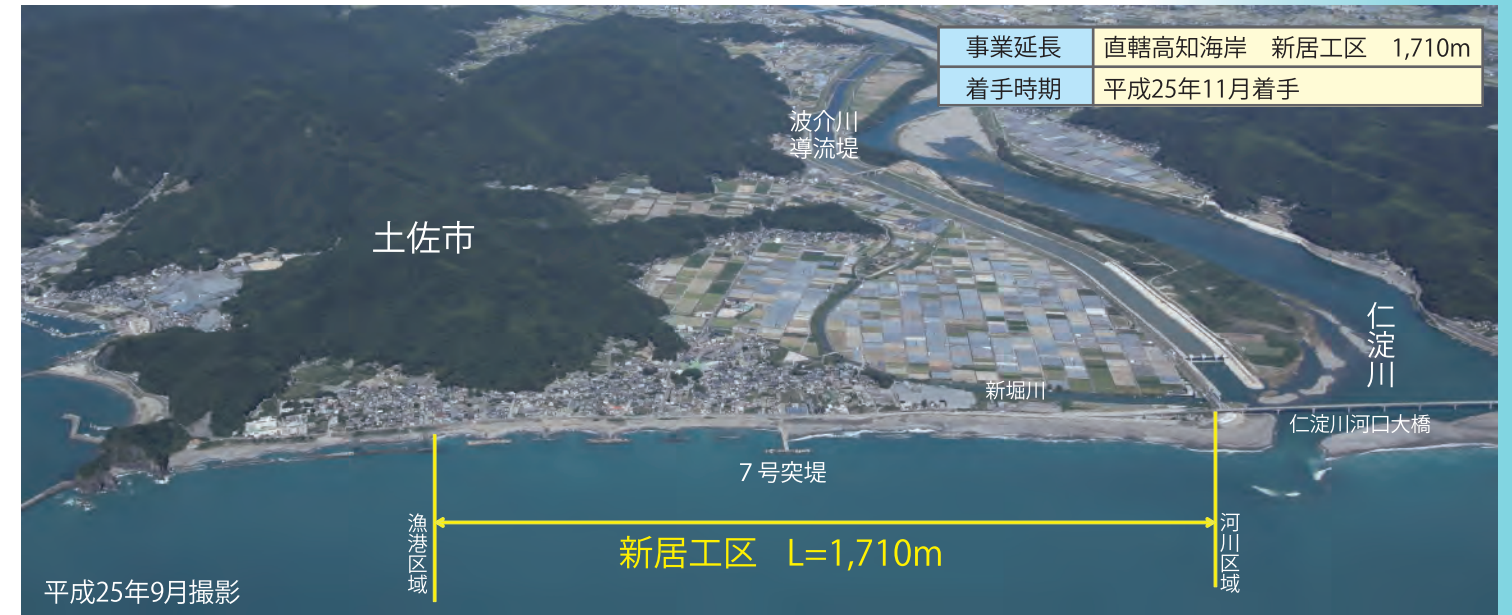 事業延長 直轄高知海岸 新居工区 1,710m
着手時期 平成25年11月着手
波介川
導流堤
土佐市
仁淀川
新堀川
仁淀川河口大橋
7号突堤
漁港区域
河川区域
新居工区 L=1,710m
平成25年9月撮影